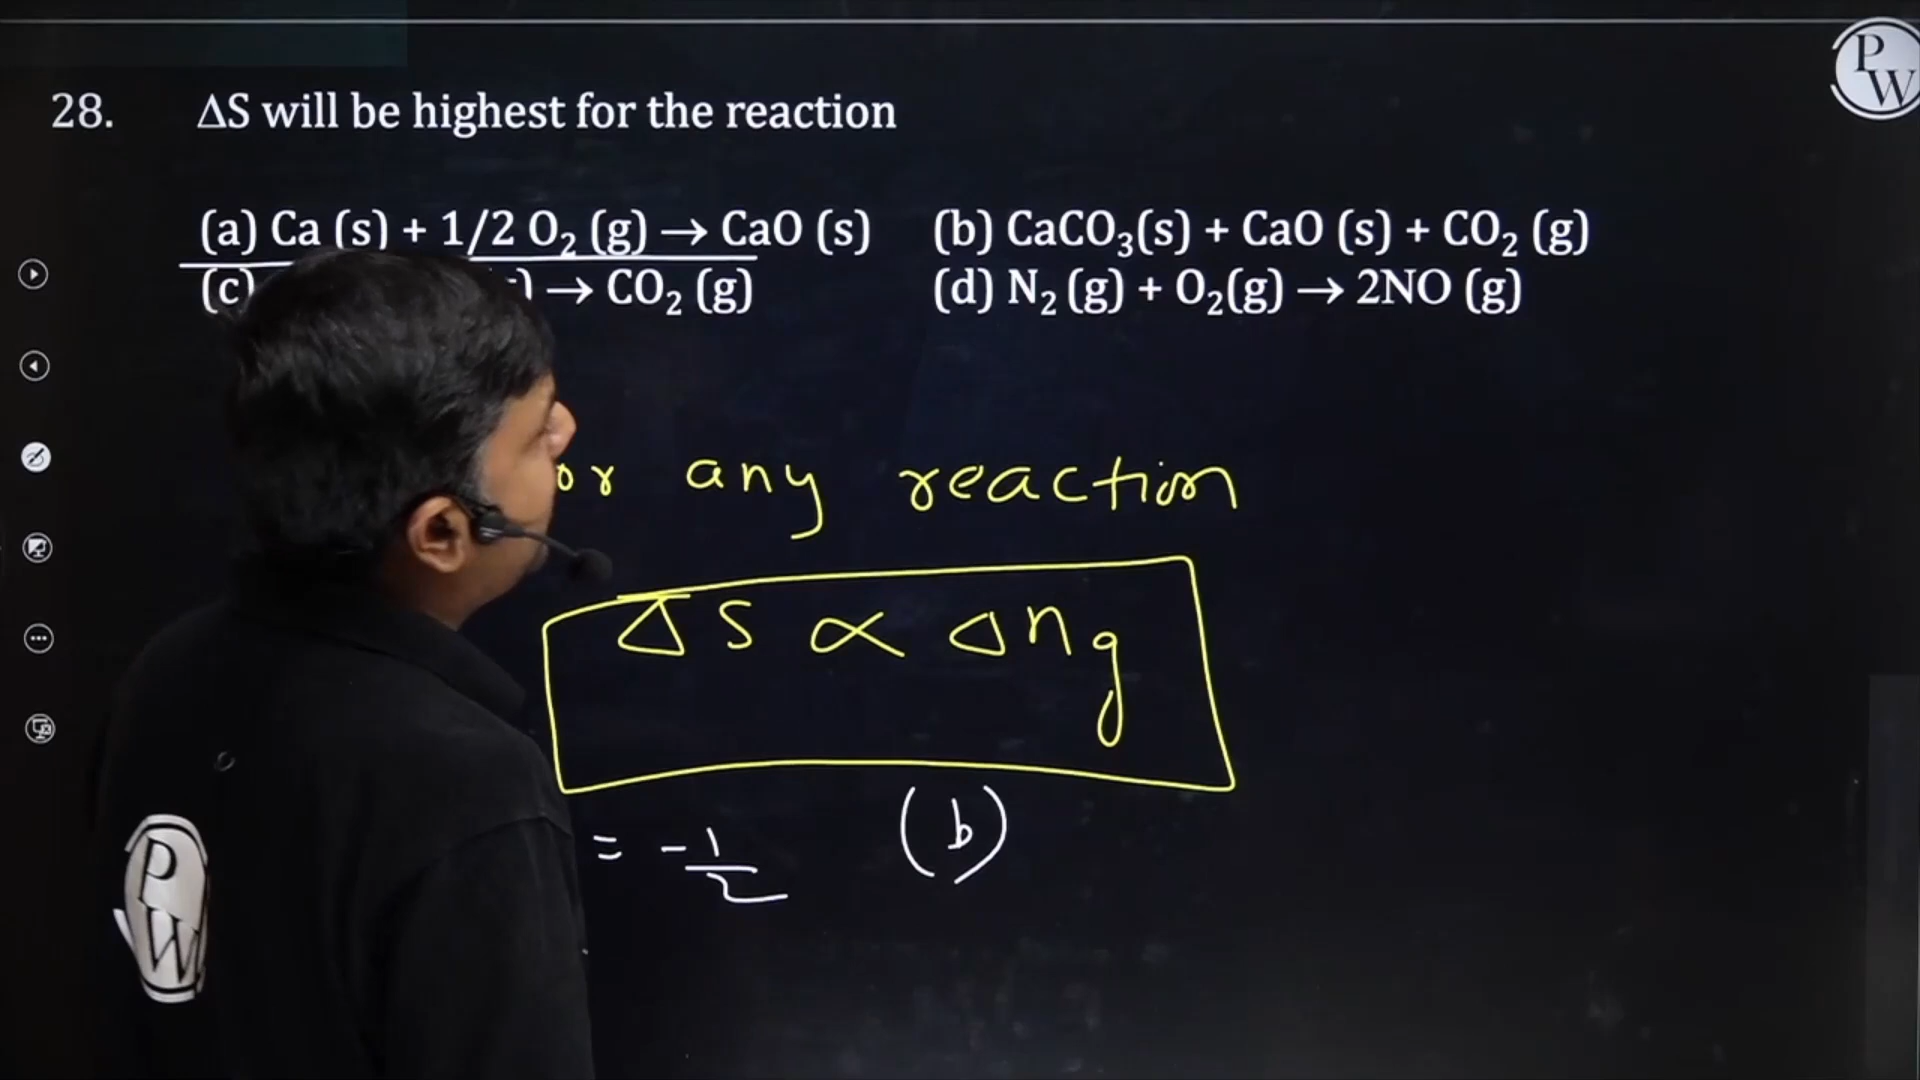 P
W
28. ΔS will be highest for the reaction
(a) Ca (s) + 1/2 O₂ (g) → CaO (s) (b) CaCO₃(s) + CaO (s) + CO₂ (g)
(c) → CO₂ (g) (d) N₂ (g) + O₂(g) → 2NO (g)
or any reaction
ΔS ∝ Δng
= -1/2 (b)
P
W